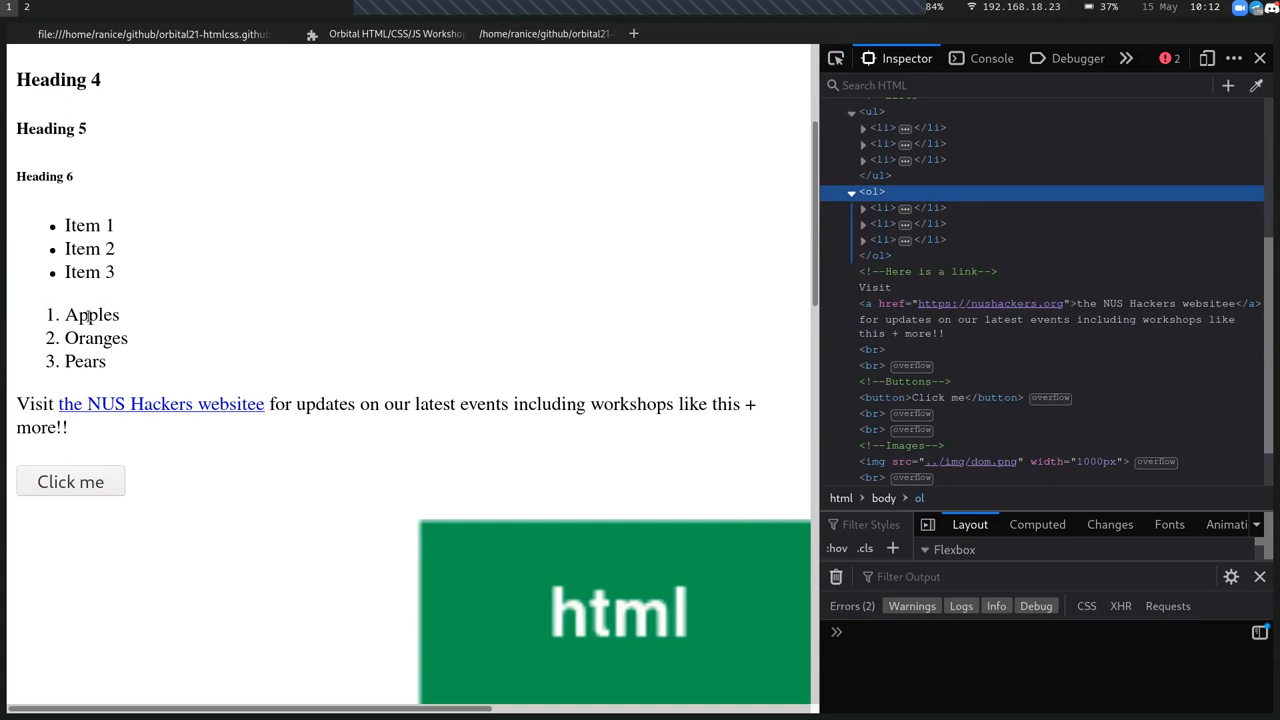 1 2 84% 192.168.18.23 37% 15 May 10:12
file:///home/ranice/github/orbital21-htmlcss.github Orbital HTML/CSS/JS Worksho /home/ranice/github/orbital21- +
Heading 4
Heading 5
Heading 6
• Item 1
• Item 2
• Item 3
1. Apples
2. Oranges
3. Pears
Visit the NUS Hackers websitee for updates on our latest events including workshops like this +
more!!
Click me
html
Inspector Console Debugger 2
Search HTML
<ul>
<li> </li>
<li> </li>
<li> </li>
</ul>
<ol>
<li> </li>
<li> </li>
<li> </li>
</ol>
<!--Here is a link-->
Visit
<a href="https://nushackers.org">the NUS Hackers websitee</a>
for updates on our latest events including workshops like
this + more!!
<br>
<br> overflow
<!--Buttons-->
<button>Click me</button> overflow
<br> overflow
<br> overflow
<!--Images-->
<img src="../img/dom.png" width="1000px"> overflow
<br> overflow
html > body > ol
Filter Styles Layout Computed Changes Fonts Animati
:hov .cls + Flexbox
Filter Output
Errors (2) Warnings Logs Info Debug CSS XHR Requests